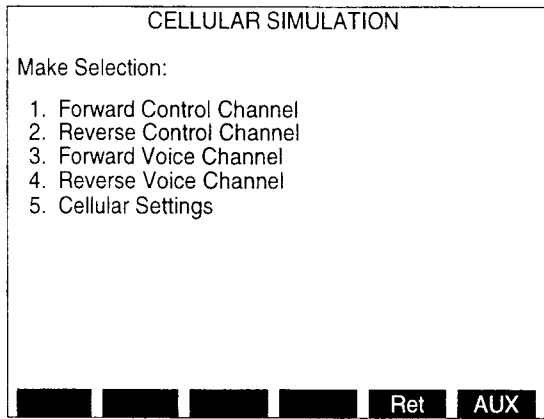 CELLULAR SIMULATION
Make Selection:
1. Forward Control Channel
2. Reverse Control Channel
3. Forward Voice Channel
4. Reverse Voice Channel
5. Cellular Settings
Ret AUX